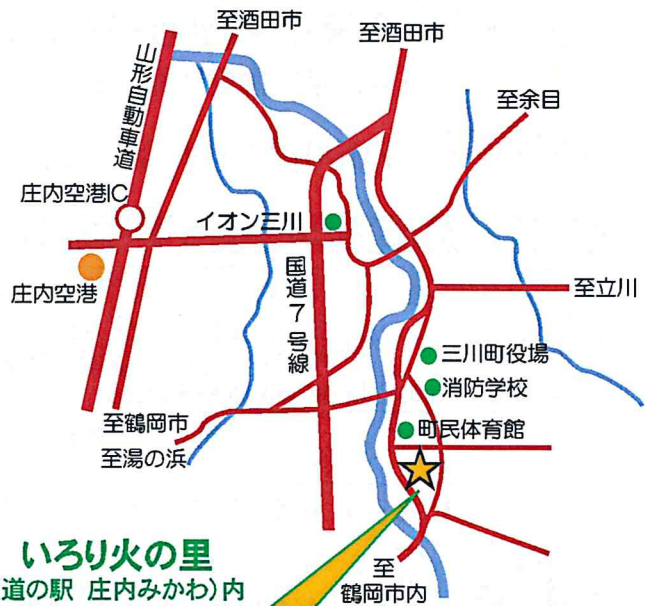 至酒田市
至酒田市
山形自動車道
至余目
庄内空港IC
イオン三川
庄内空港
国道7号線
至立川
三川町役場
消防学校
至鶴岡市
町民体育館
至湯の浜
いろり火の里
道の駅 庄内みかわ)内
至
鶴岡市内